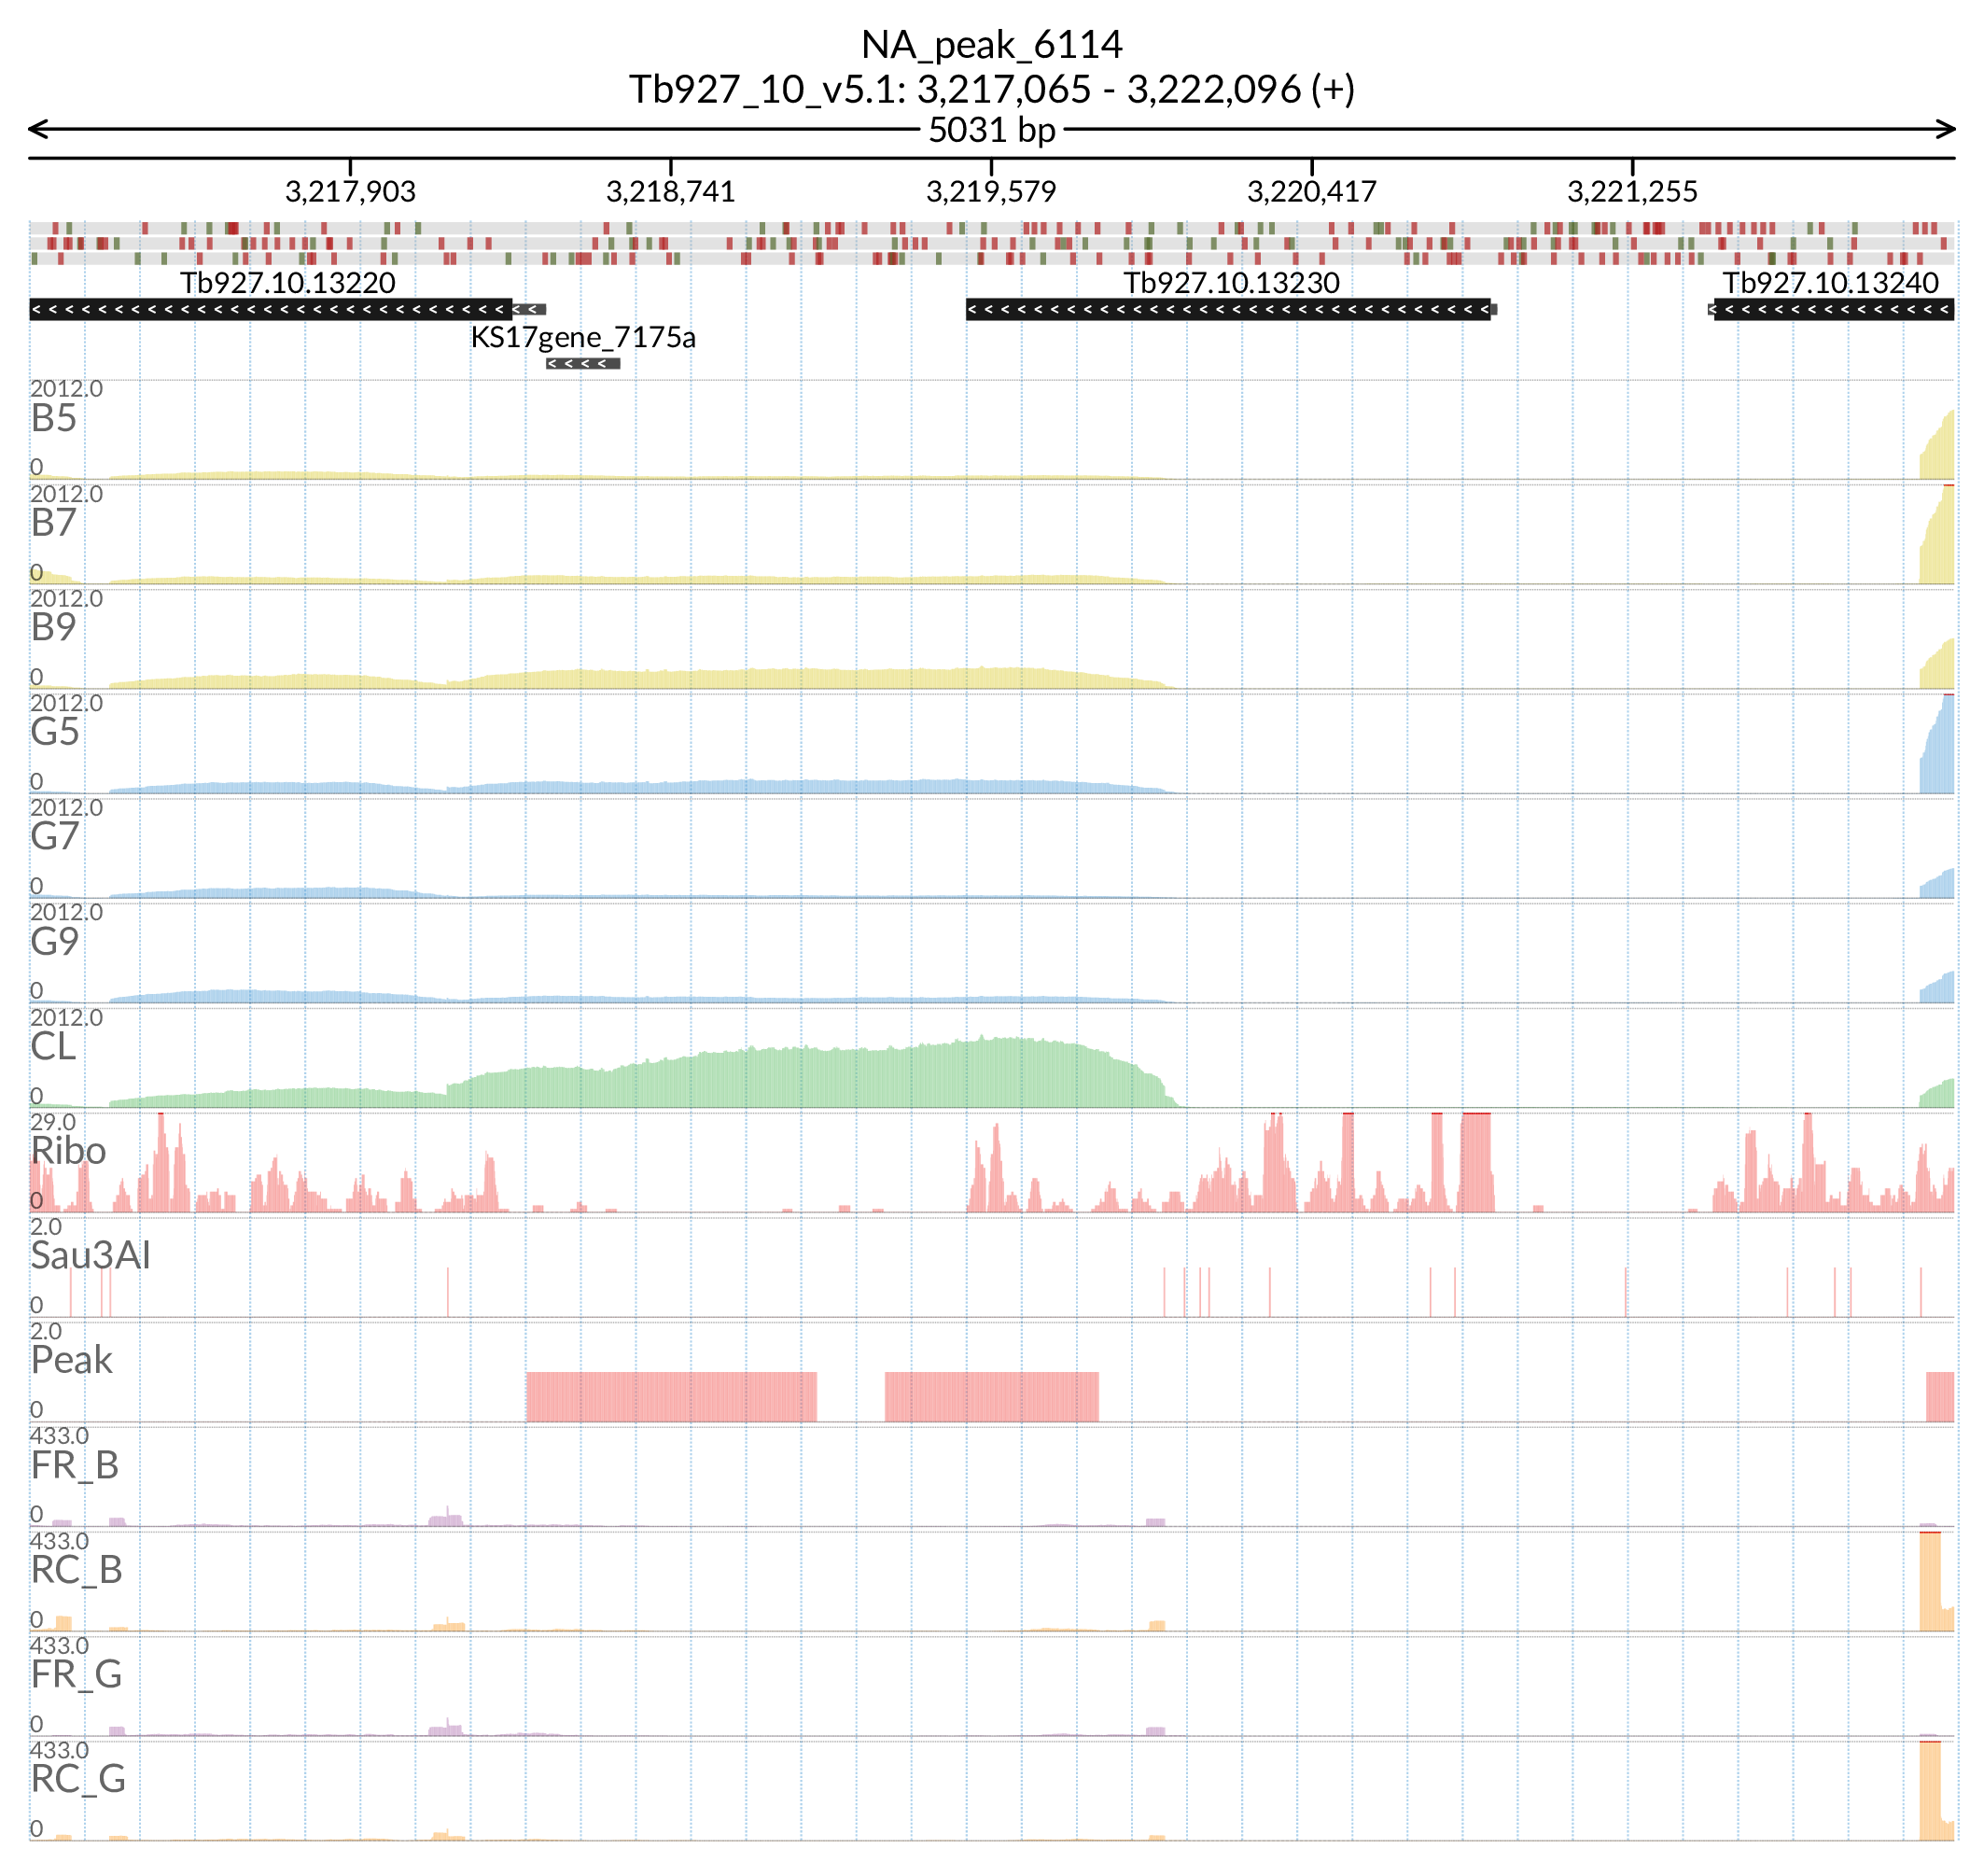 NA_peak_6114
Tb927_10_v5.1: 3,217,065 - 3,222,096 (+)
5031 bp
3,217,903 3,218,741 3,219,579 3,220,417 3,221,255
Tb927.10.13220 Tb927.10.13230 Tb927.10.13240
KS17gene_7175a
2012.0
B5
0
2012.0
B7
0
2012.0
B9
0
2012.0
G5
0
2012.0
G7
0
2012.0
G9
0
2012.0
CL
0
29.0
Ribo
0
2.0
Sau3AI
0
2.0
Peak
0
433.0
FR_B
0
433.0
RC_B
0
433.0
FR_G
0
433.0
RC_G
0